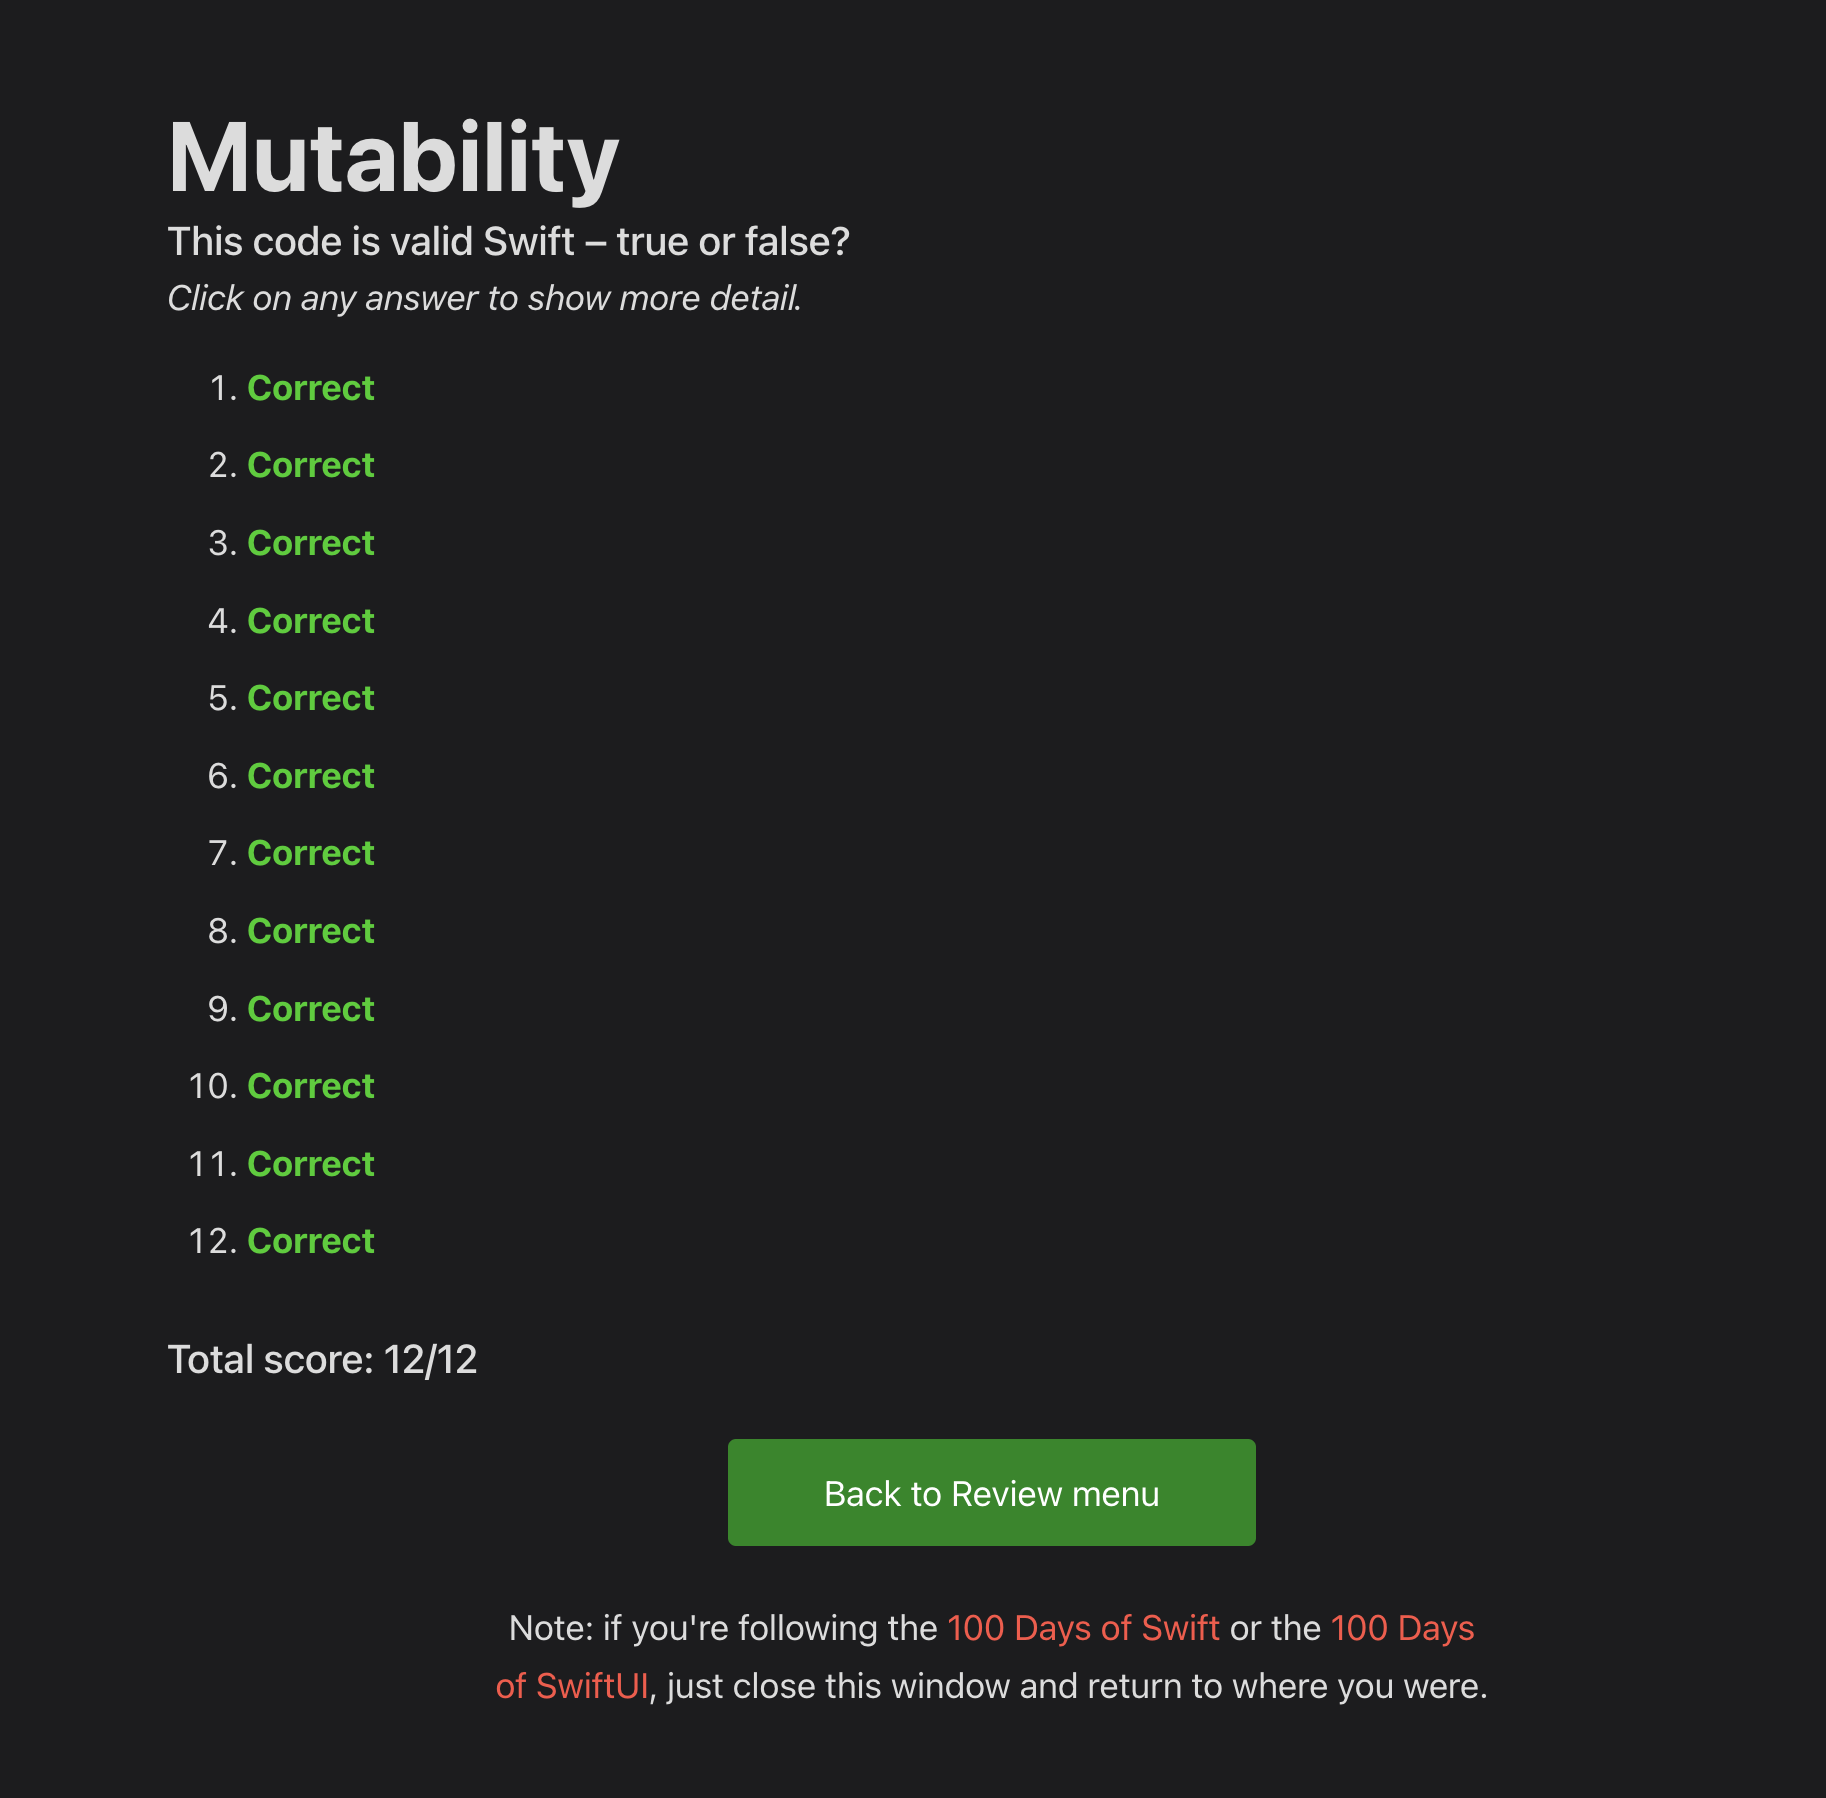 Mutability
This code is valid Swift – true or false?
Click on any answer to show more detail.
1. Correct
2. Correct
3. Correct
4. Correct
5. Correct
6. Correct
7. Correct
8. Correct
9. Correct
10. Correct
11. Correct
12. Correct
Total score: 12/12
Back to Review menu
Note: if you're following the 100 Days of Swift or the 100 Days
of SwiftUI, just close this window and return to where you were.